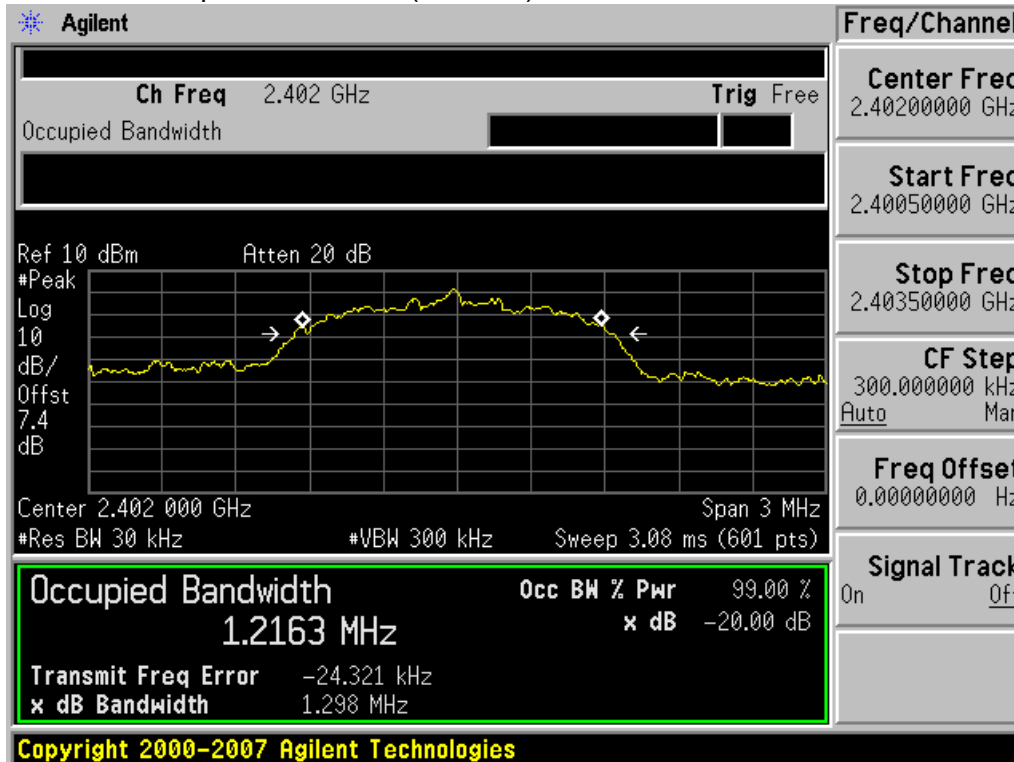 Agilent
Freq/Channel
Ch Freq 2.402 GHz Trig Free
Occupied Bandwidth
Center Freq
2.40200000 GHz
Start Freq
2.40050000 GHz
Stop Freq
2.40350000 GHz
CF Step
300.000000 kHz
Auto Man
Freq Offset
0.00000000 Hz
Signal Track
On Off
Ref 10 dBm Atten 20 dB
#Peak
Log
10
dB/
Offst
7.4
dB
Center 2.402 000 GHz Span 3 MHz
#Res BW 30 kHz #VBW 300 kHz Sweep 3.08 ms (601 pts)
Occupied Bandwidth Occ BW % Pwr 99.00 %
1.2163 MHz x dB -20.00 dB
Transmit Freq Error -24.321 kHz
x dB Bandwidth 1.298 MHz
Copyright 2000-2007 Agilent Technologies